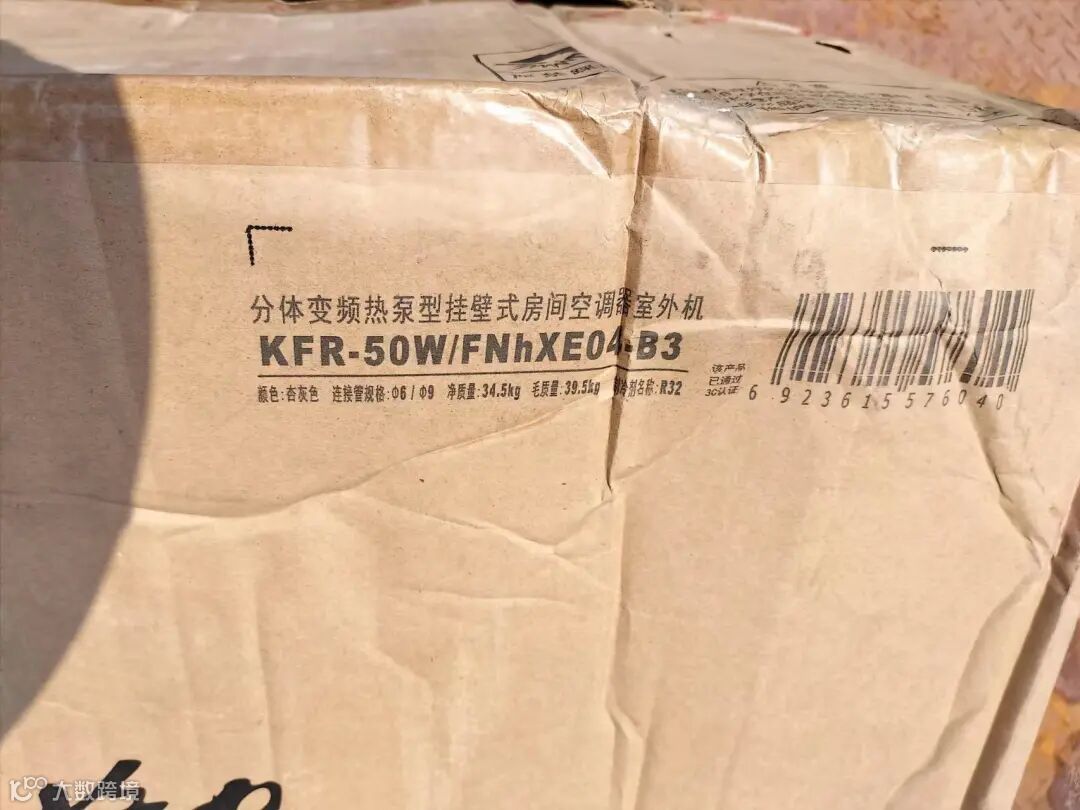 分体变频热泵型挂壁式房间空调器室外机
KFR-50W/FNhXE04-B3
颜色:杏灰色 连接管规格:Φ6 / Φ9 净质量:34.5kg 毛质量:39.5kg 制冷剂名称:R32
该产品
已通过
3C认证
6 923615 576040
大数跨境